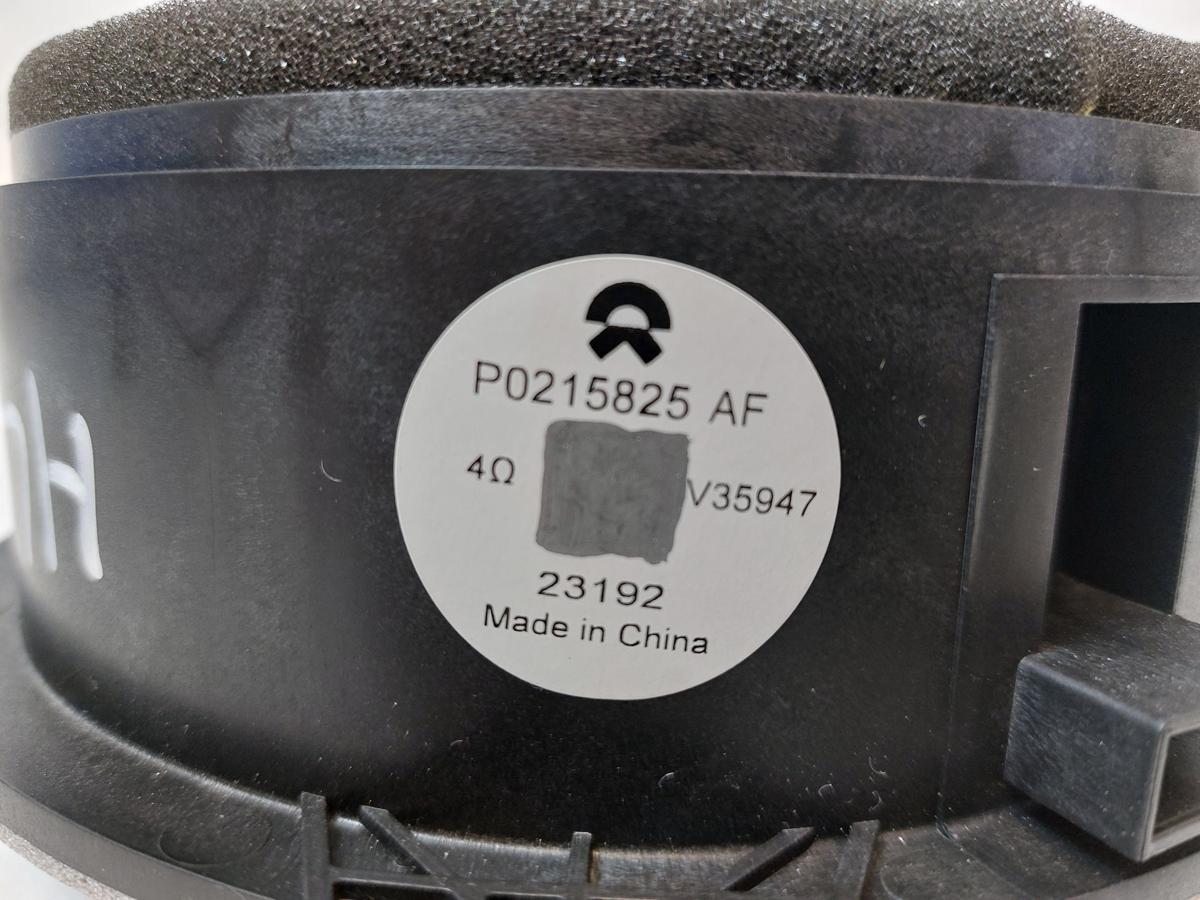 P0215825 AF
4Ω V35947
23192
Made in China